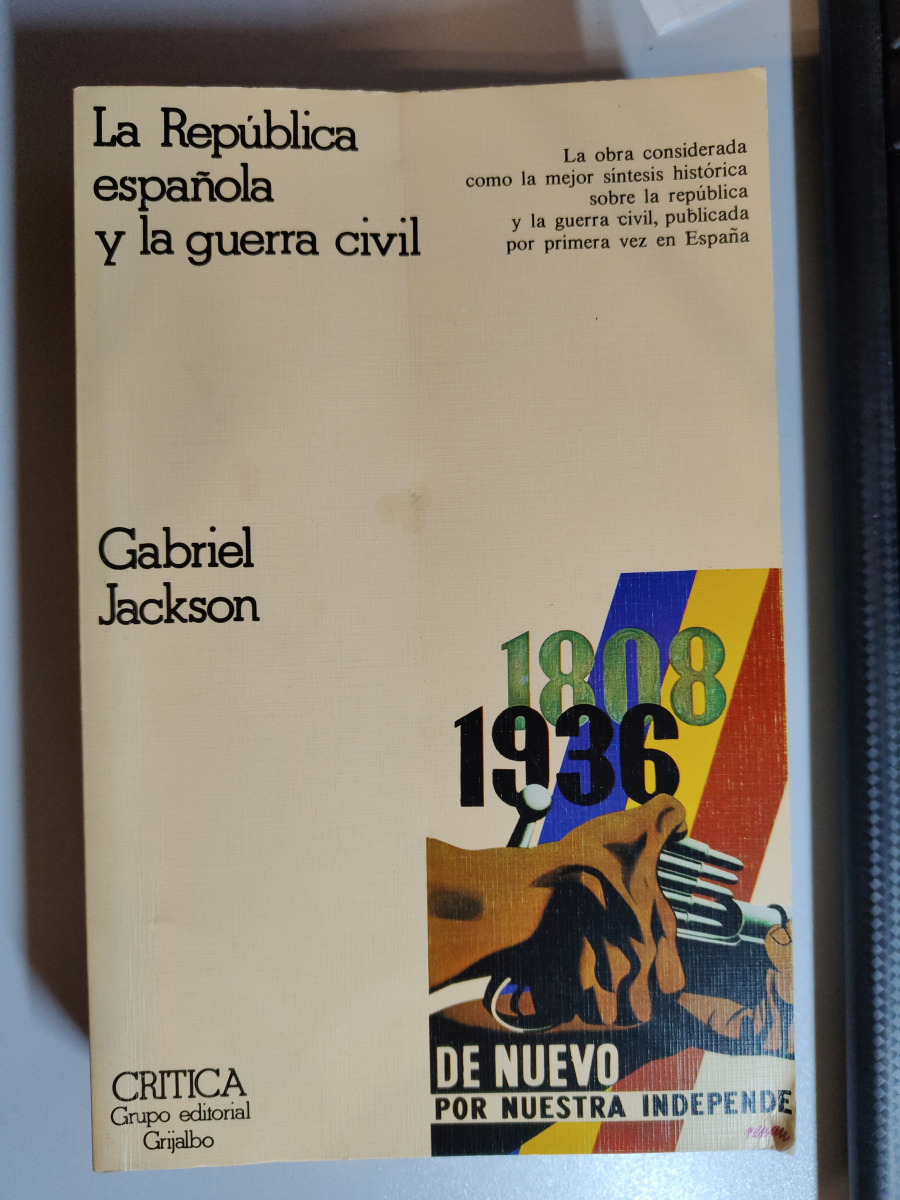 La República
española
y la guerra civil
La obra considerada
como la mejor síntesis histórica
sobre la república
y la guerra civil, publicada
por primera vez en España
Gabriel
Jackson
1808
1936
DE NUEVO
POR NUESTRA INDEPENDE
CRITICA
Grupo editorial
Grijalbo